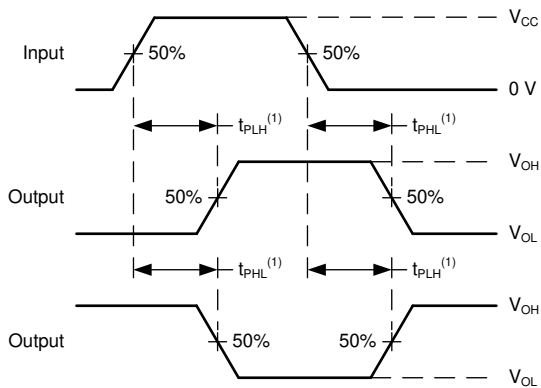 V_CC
Input 50% 50%
0 V
t_PLH^(1) t_PHL^(1)
V_OH
Output 50% 50%
V_OL
t_PHL^(1) t_PLH^(1)
V_OH
Output 50% 50%
V_OL